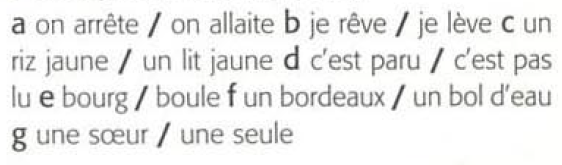 a on arrête / on allaite b je rêve / je lève c un
riz jaune / un lit jaune d c'est paru / c'est pas
lu e bourg / boule f un bordeaux / un bol d'eau
g une sœur / une seule